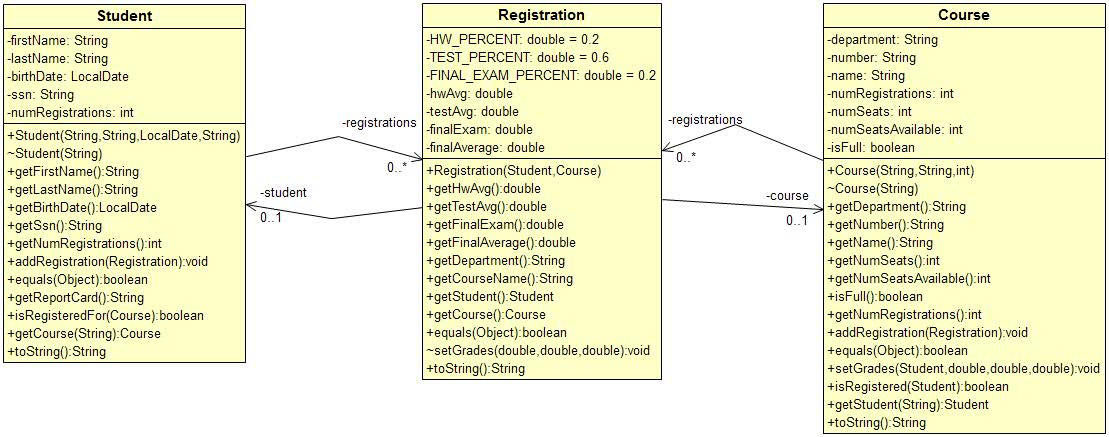 Student
-firstName: String
-lastName: String
-birthDate: LocalDate
-ssn: String
-numRegistrations: int
+Student(String,String,LocalDate,String)
~Student(String)
+getFirstName():String
+getLastName():String
+getBirthDate():LocalDate
+getSsn():String
+getNumRegistrations():int
+addRegistration(Registration):void
+equals(Object):boolean
+getReportCard():String
+isRegisteredFor(Course):boolean
+getCourse(String):Course
+toString():String
-registrations
0..*
-student
0..1
Registration
-HW_PERCENT: double = 0.2
-TEST_PERCENT: double = 0.6
-FINAL_EXAM_PERCENT: double = 0.2
-hwAvg: double
-testAvg: double
-finalExam: double
-finalAverage: double
+Registration(Student,Course)
+getHwAvg():double
+getTestAvg():double
+getFinalExam():double
+getFinalAverage():double
+getDepartment():String
+getCourseName():String
+getStudent():Student
+getCourse():Course
+equals(Object):boolean
~setGrades(double,double,double):void
+toString():String
-registrations
0..*
-course
0..1
Course
-department: String
-number: String
-name: String
-numRegistrations: int
-numSeats: int
-numSeatsAvailable: int
-isFull: boolean
+Course(String,String,int)
~Course(String)
+getDepartment():String
+getNumber():String
+getName():String
+getNumSeats():int
+getNumSeatsAvailable():int
+isFull():boolean
+getNumRegistrations():int
+addRegistration(Registration):void
+equals(Object):boolean
+setGrades(Student,double,double,double):void
+isRegistered(Student):boolean
+getStudent(String):Student
+toString():String